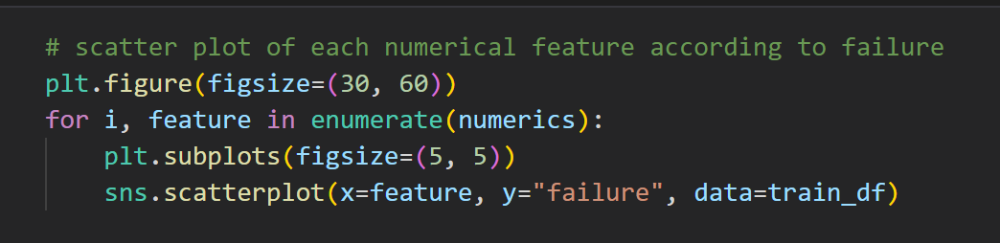 # scatter plot of each numerical feature according to failure
plt.figure(figsize=(30, 60))
for i, feature in enumerate(numerics):
    plt.subplots(figsize=(5, 5))
    sns.scatterplot(x=feature, y="failure", data=train_df)